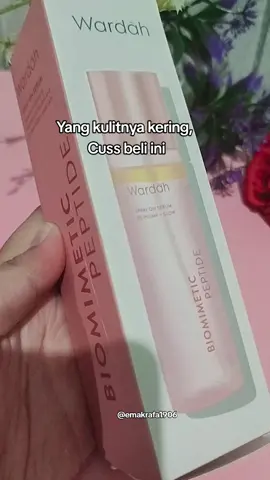 Wardah
Yang kulitnya kering,
Cuss beli ini
Wardah
BIOMIMETIC
PEPTIDE
BIOMIMETIC
PEPTIDE
@emakrafa1906